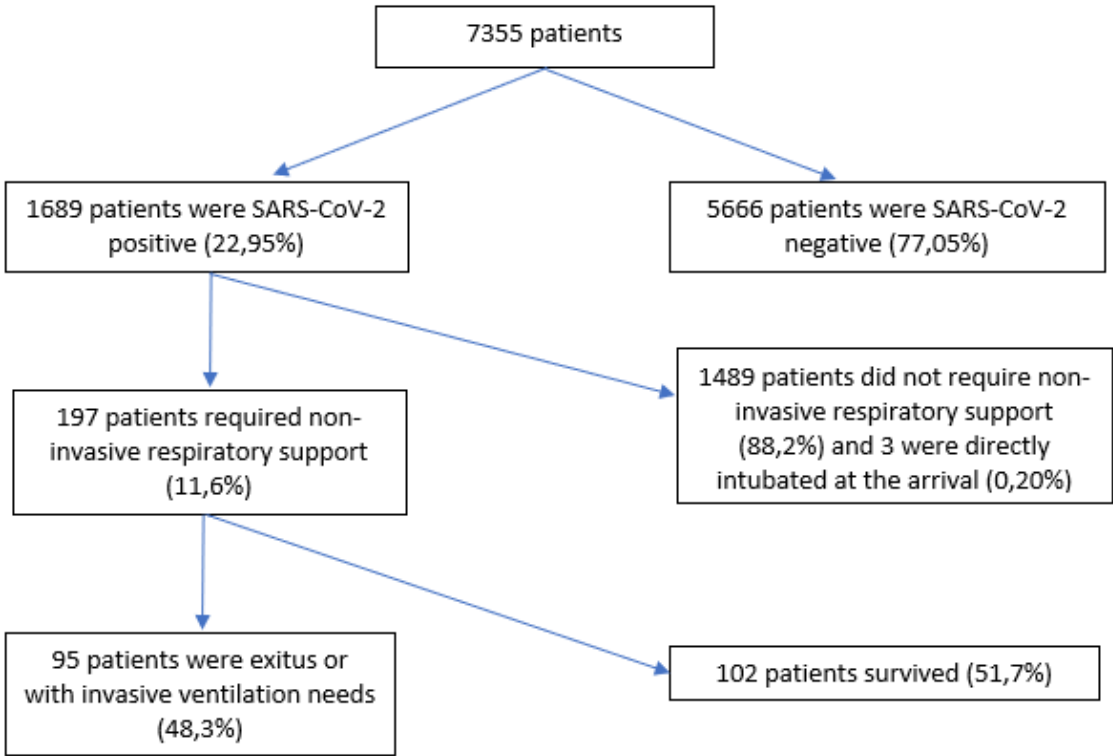 7355 patients
1689 patients were SARS-CoV-2
positive (22,95%)
5666 patients were SARS-CoV-2
negative (77,05%)
197 patients required non-
invasive respiratory support
(11,6%)
1489 patients did not require non-
invasive respiratory support
(88,2%) and 3 were directly
intubated at the arrival (0,20%)
95 patients were exitus or
with invasive ventilation needs
(48,3%)
102 patients survived (51,7%)